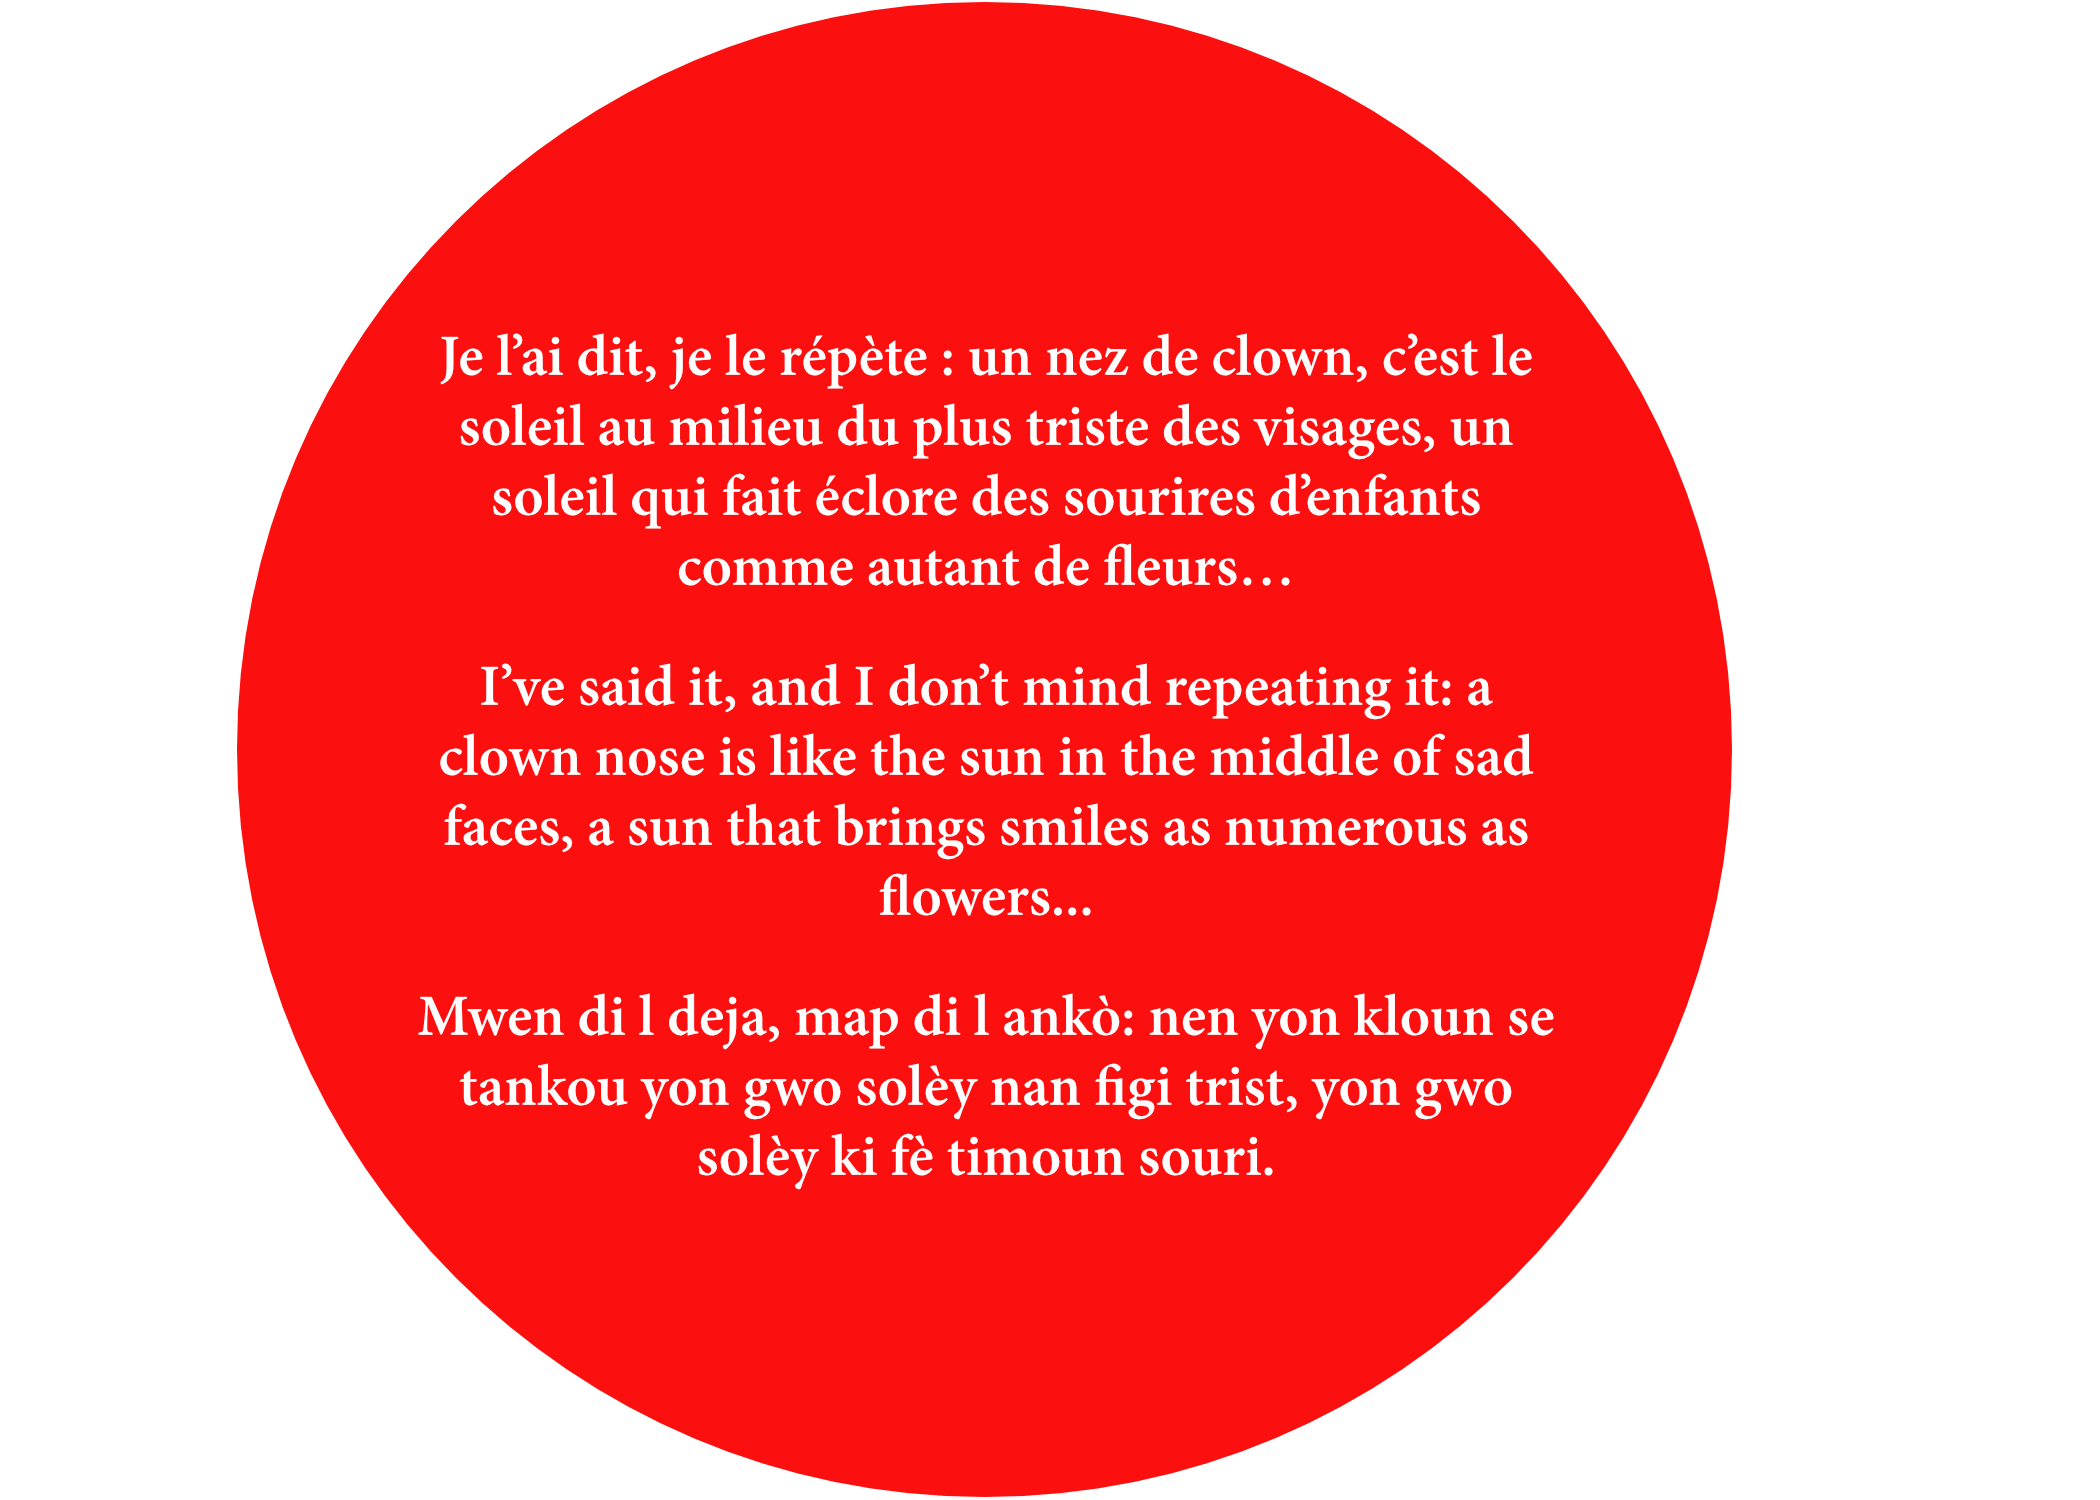 Je l’ai dit, je le répète : un nez de clown, c’est le
soleil au milieu du plus triste des visages, un
soleil qui fait éclore des sourires d’enfants
comme autant de fleurs…
I’ve said it, and I don’t mind repeating it: a
clown nose is like the sun in the middle of sad
faces, a sun that brings smiles as numerous as
flowers...
Mwen di l deja, map di l ankò: nen yon kloun se
tankou yon gwo solèy nan figi trist, yon gwo
solèy ki fè timoun souri.